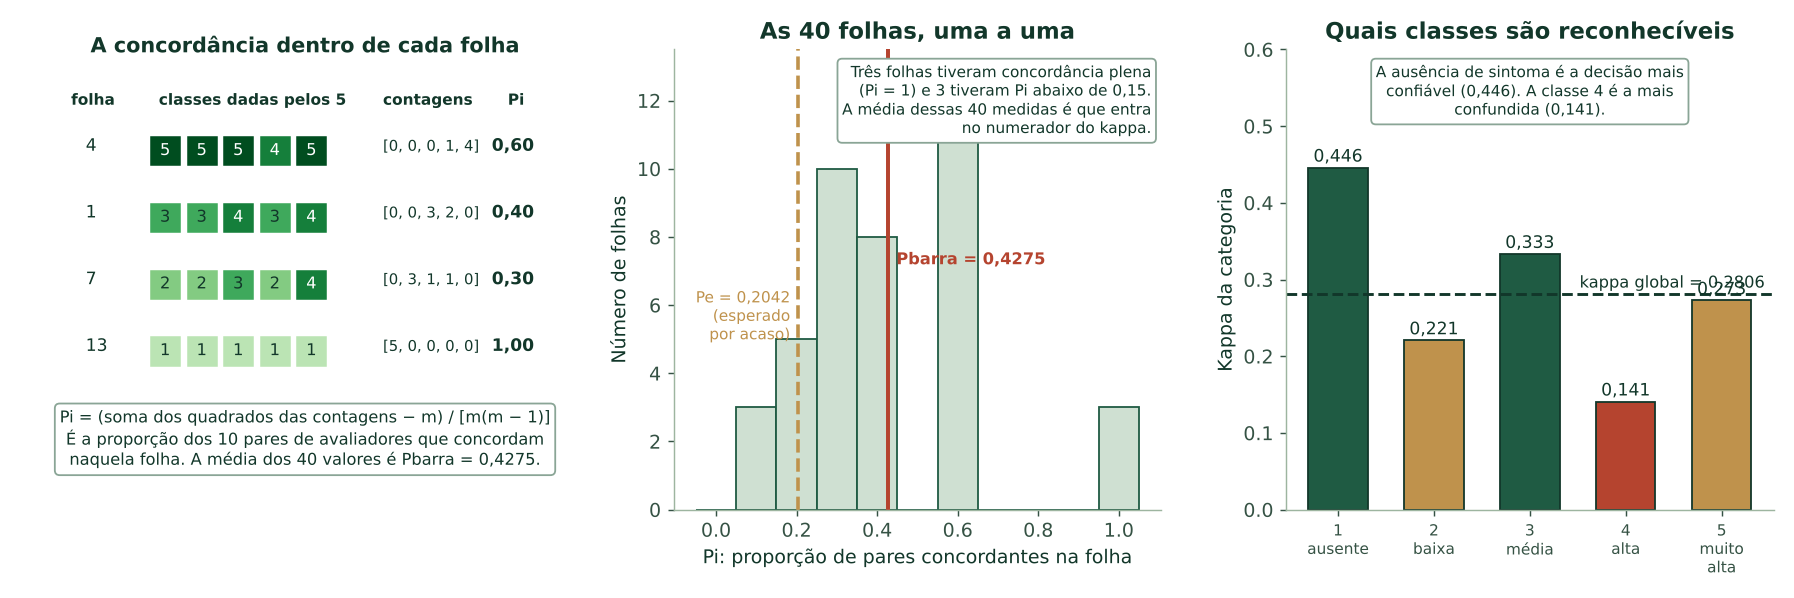 A concordância dentro de cada folha
folha classes dadas pelos 5 contagens Pi
4 5 5 5 4 5 [0, 0, 0, 1, 4] 0,60
1 3 3 4 3 4 [0, 0, 3, 2, 0] 0,40
7 2 2 3 2 4 [0, 3, 1, 1, 0] 0,30
13 1 1 1 1 1 [5, 0, 0, 0, 0] 1,00
Pi = (soma dos quadrados das contagens − m) / [m(m − 1)]
É a proporção dos 10 pares de avaliadores que concordam
naquela folha. A média dos 40 valores é Pbarra = 0,4275.
As 40 folhas, uma a uma
Três folhas tiveram concordância plena
(Pi = 1) e 3 tiveram Pi abaixo de 0,15.
A média dessas 40 medidas é que entra
no numerador do kappa.
Pbarra = 0,4275
Pe = 0,2042
(esperado
por acaso)
Número de folhas
12
10
8
6
4
2
0
0.0 0.2 0.4 0.6 0.8 1.0
Pi: proporção de pares concordantes na folha
Quais classes são reconhecíveis
A ausência de sintoma é a decisão mais
confiável (0,446). A classe 4 é a mais
confundida (0,141).
Kappa da categoria
0.6
0.5
0.4
0.3
0.2
0.1
0.0
0,446
0,221
0,333
0,141
0,273
kappa global = 0,2806
1
ausente
2
baixa
3
média
4
alta
5
muito
alta